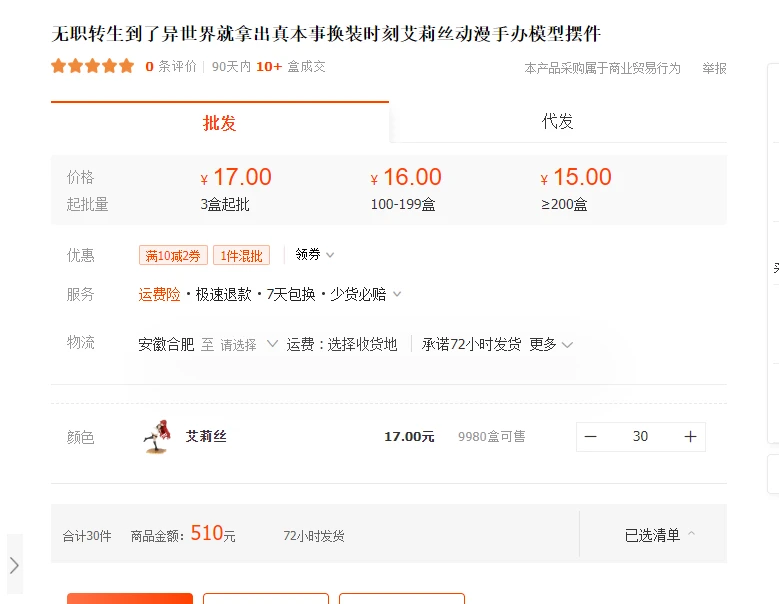 无职转生到了异世界就拿出真本事换装时刻艾莉丝动漫手办模型摆件
0 条评价 90天内 10+ 盒成交 本产品采购属于商业贸易行为 举报
批发 代发
价格 ¥ 17.00 ¥ 16.00 ¥ 15.00
起批量 3盒起批 100-199盒 ≥200盒
优惠 满10减2券 1件混批 领券
服务 运费险·极速退款·7天包换·少货必赔
物流 安徽合肥 至 请选择 运费：选择收货地 承诺72小时发货 更多
颜色 艾莉丝 17.00元 9980盒可售 − 30 +
合计30件 商品金额：510元 72小时发货 已选清单